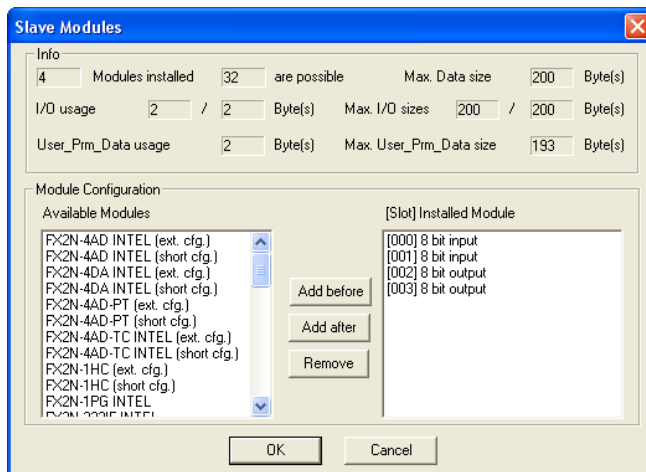 Slave Modules
Info
4 Modules installed 32 are possible Max. Data size 200 Byte(s)
I/O usage 2 / 2 Byte(s) Max. I/O sizes 200 / 200 Byte(s)
User_Prm_Data usage 2 Byte(s) Max. User_Prm_Data size 193 Byte(s)
Module Configuration
Available Modules
FX2N-4AD INTEL (ext. cfg.)
FX2N-4AD INTEL (short cfg.)
FX2N-4DA INTEL (ext. cfg.)
FX2N-4DA INTEL (short cfg.)
FX2N-4AD-PT (ext. cfg.)
FX2N-4AD-PT (short cfg.)
FX2N-4AD-TC INTEL (ext. cfg.)
FX2N-4AD-TC INTEL (short cfg.)
FX2N-1HC (ext. cfg.)
FX2N-1HC (short cfg.)
FX2N-1PG INTEL
FX2N-232IF INTEL
Add before
Add after
Remove
[Slot] Installed Module
[000] 8 bit input
[001] 8 bit input
[002] 8 bit output
[003] 8 bit output
OK Cancel